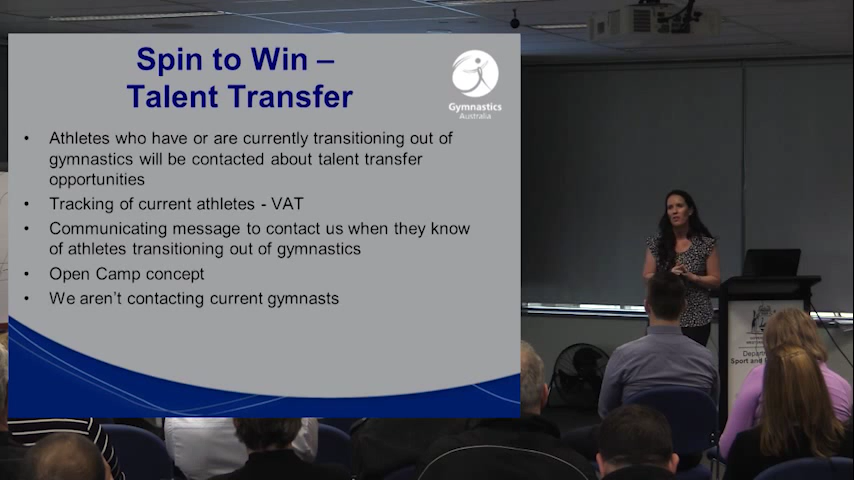 Spin to Win –
Talent Transfer
Gymnastics
Australia
• Athletes who have or are currently transitioning out of
gymnastics will be contacted about talent transfer
opportunities
• Tracking of current athletes - VAT
• Communicating message to contact us when they know
of athletes transitioning out of gymnastics
• Open Camp concept
• We aren't contacting current gymnasts
Sport and